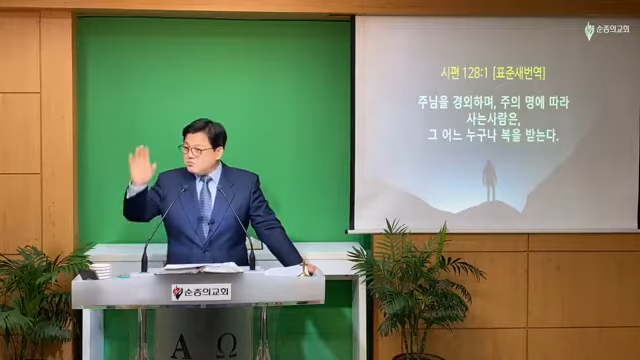 순종의교회
시편 128:1 [표준새번역]
주님을 경외하며, 주의 명에 따라
사는사람은,
그 어느 누구나 복을 받는다.
순종의교회
Α Ω